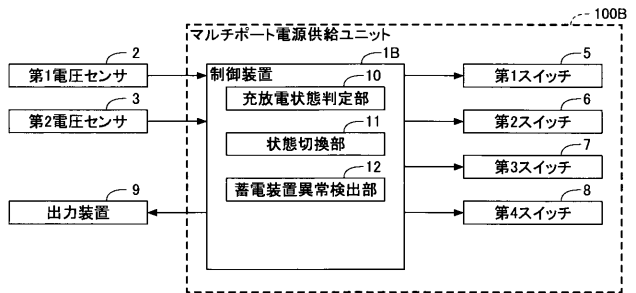 100B
マルチポート電源供給ユニット
2
第1電圧センサ
3
第2電圧センサ
9
出力装置
1B
制御装置
10
充放電状態判定部
11
状態切換部
12
蓄電装置異常検出部
5
第1スイッチ
6
第2スイッチ
7
第3スイッチ
8
第4スイッチ